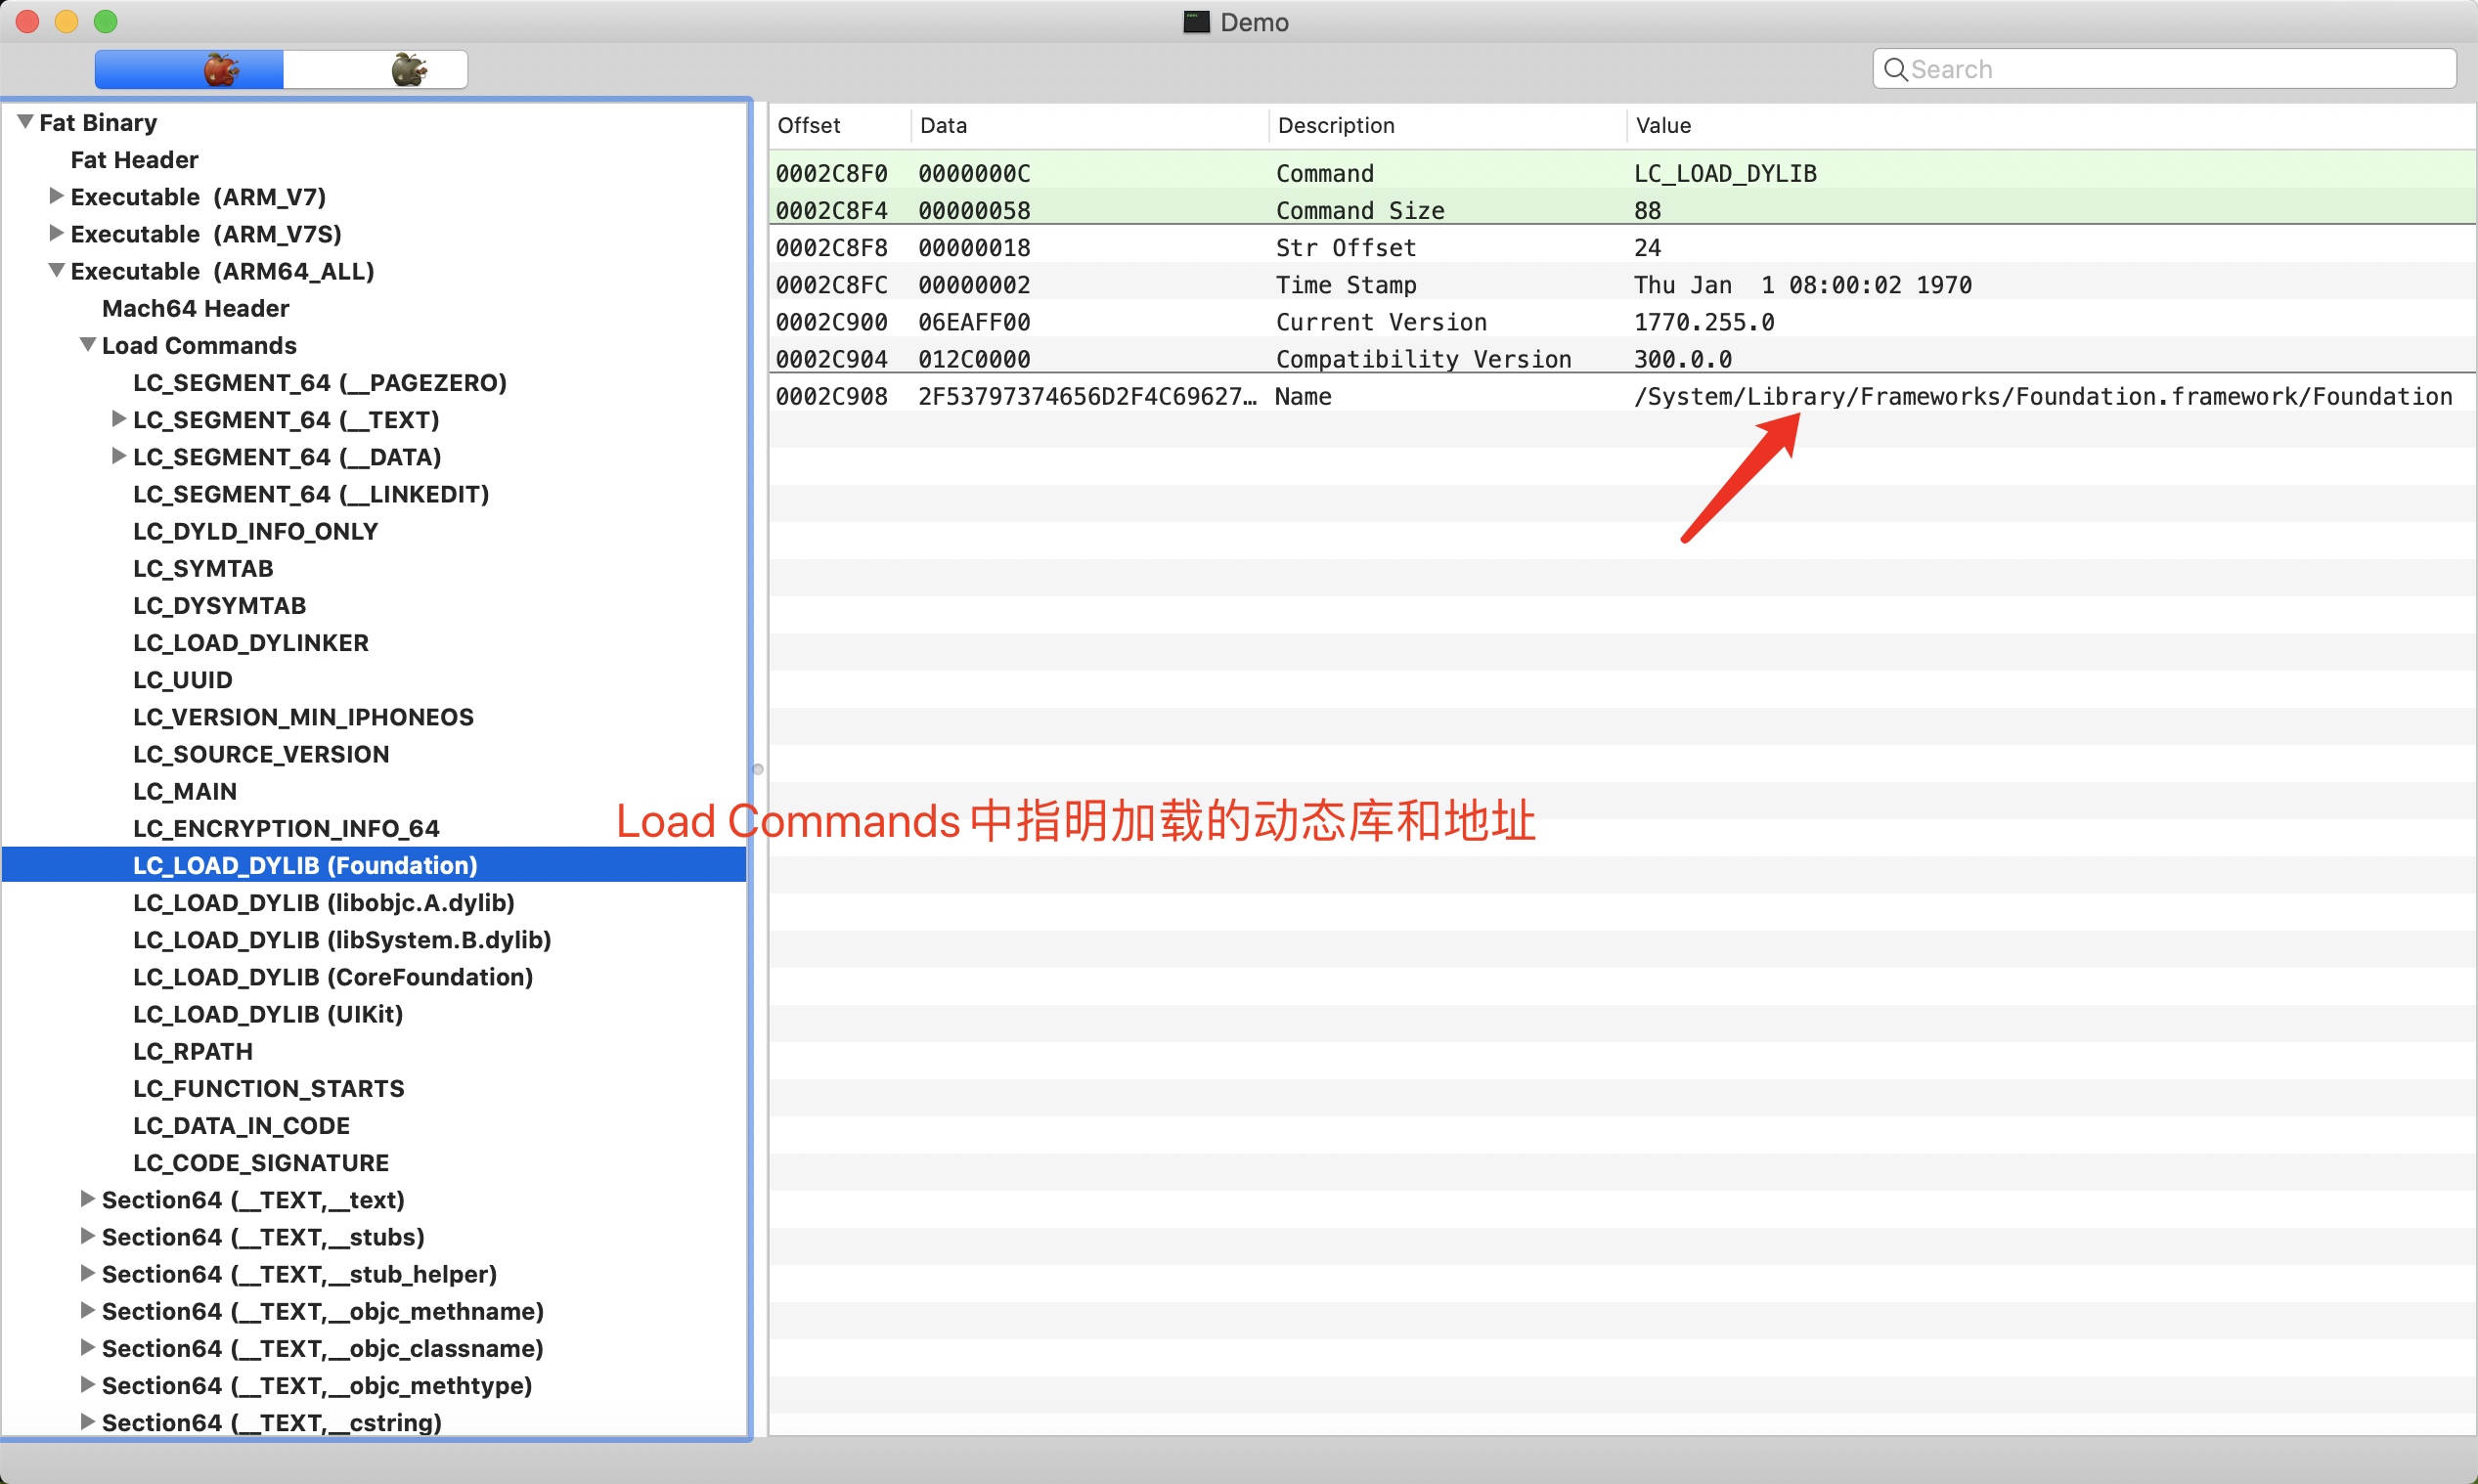 Demo
Search
Fat Binary
Fat Header
Executable (ARM_V7)
Executable (ARM_V7S)
Executable (ARM64_ALL)
Mach64 Header
Load Commands
LC_SEGMENT_64 (__PAGEZERO)
LC_SEGMENT_64 (__TEXT)
LC_SEGMENT_64 (__DATA)
LC_SEGMENT_64 (__LINKEDIT)
LC_DYLD_INFO_ONLY
LC_SYMTAB
LC_DYSYMTAB
LC_LOAD_DYLINKER
LC_UUID
LC_VERSION_MIN_IPHONEOS
LC_SOURCE_VERSION
LC_MAIN
LC_ENCRYPTION_INFO_64
LC_LOAD_DYLIB (Foundation)
LC_LOAD_DYLIB (libobjc.A.dylib)
LC_LOAD_DYLIB (libSystem.B.dylib)
LC_LOAD_DYLIB (CoreFoundation)
LC_LOAD_DYLIB (UIKit)
LC_RPATH
LC_FUNCTION_STARTS
LC_DATA_IN_CODE
LC_CODE_SIGNATURE
Section64 (__TEXT,__text)
Section64 (__TEXT,__stubs)
Section64 (__TEXT,__stub_helper)
Section64 (__TEXT,__objc_methname)
Section64 (__TEXT,__objc_classname)
Section64 (__TEXT,__objc_methtype)
Section64 (__TEXT,__cstring)
Offset Data Description Value
0002C8F0 0000000C Command LC_LOAD_DYLIB
0002C8F4 00000058 Command Size 88
0002C8F8 00000018 Str Offset 24
0002C8FC 00000002 Time Stamp Thu Jan  1 08:00:02 1970
0002C900 06EAFF00 Current Version 1770.255.0
0002C904 012C0000 Compatibility Version 300.0.0
0002C908 2F53797374656D2F4C69627… Name /System/Library/Frameworks/Foundation.framework/Foundation
Load Commands 中指明加载的动态库和地址